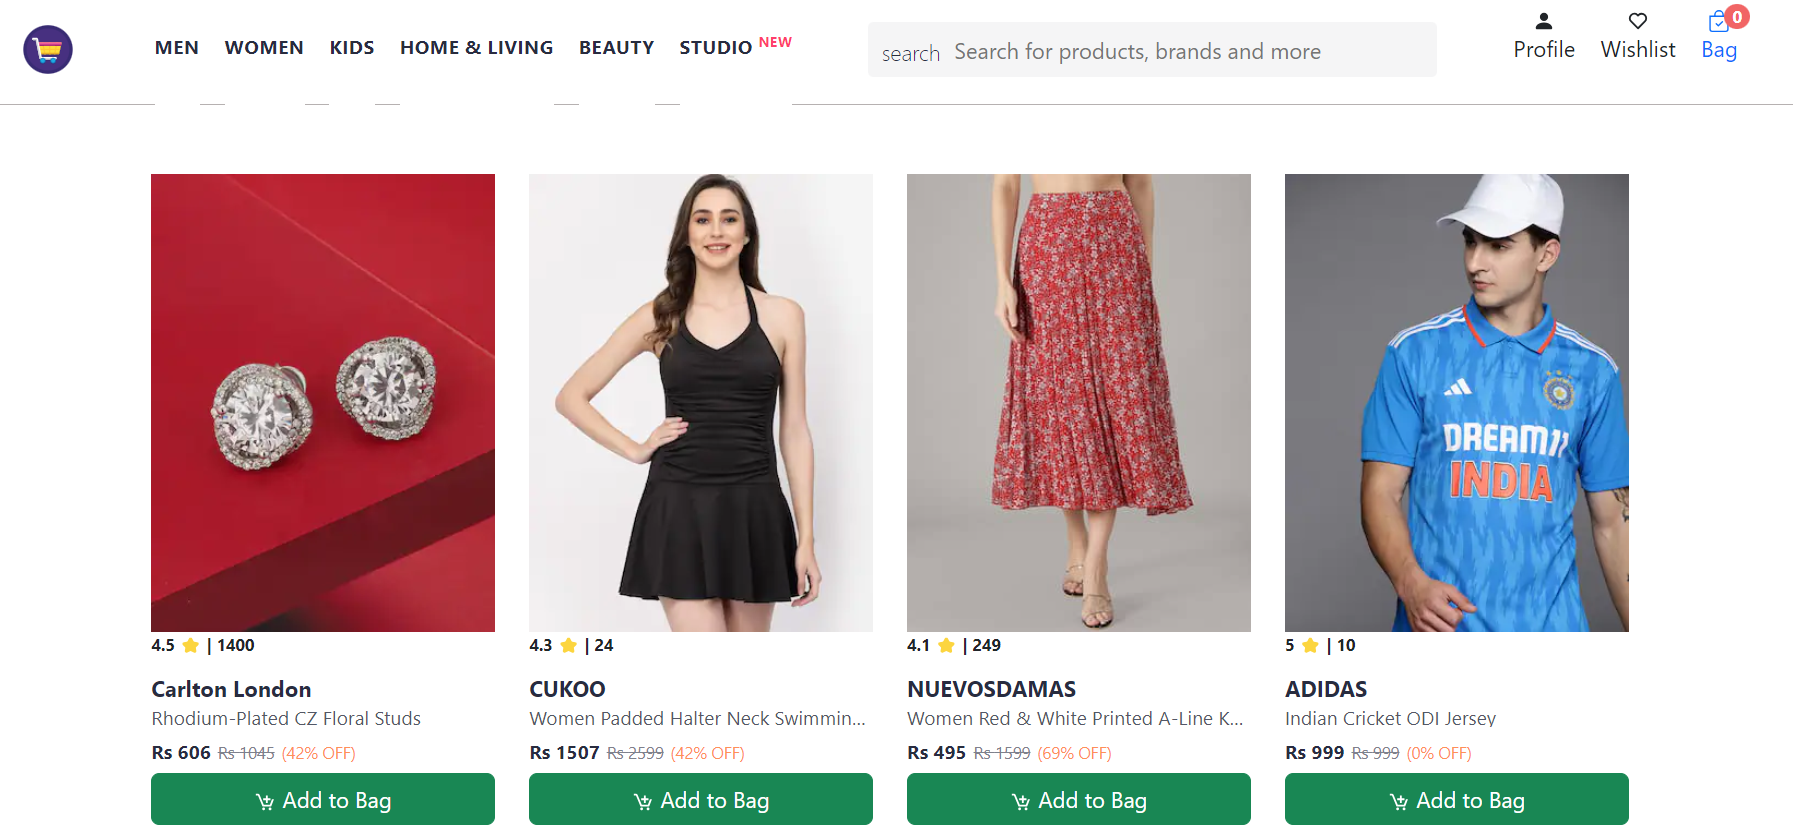 MEN WOMEN KIDS HOME & LIVING BEAUTY STUDIO NEW
search Search for products, brands and more
Profile Wishlist Bag 0
DREAM11
INDIA
4.5 ⭐ | 1400
Carlton London
Rhodium-Plated CZ Floral Studs
Rs 606 Rs 1045 (42% OFF)
Add to Bag
4.3 ⭐ | 24
CUKOO
Women Padded Halter Neck Swimmin...
Rs 1507 Rs 2599 (42% OFF)
Add to Bag
4.1 ⭐ | 249
NUEVOSDAMAS
Women Red & White Printed A-Line K...
Rs 495 Rs 1599 (69% OFF)
Add to Bag
5 ⭐ | 10
ADIDAS
Indian Cricket ODI Jersey
Rs 999 Rs 999 (0% OFF)
Add to Bag